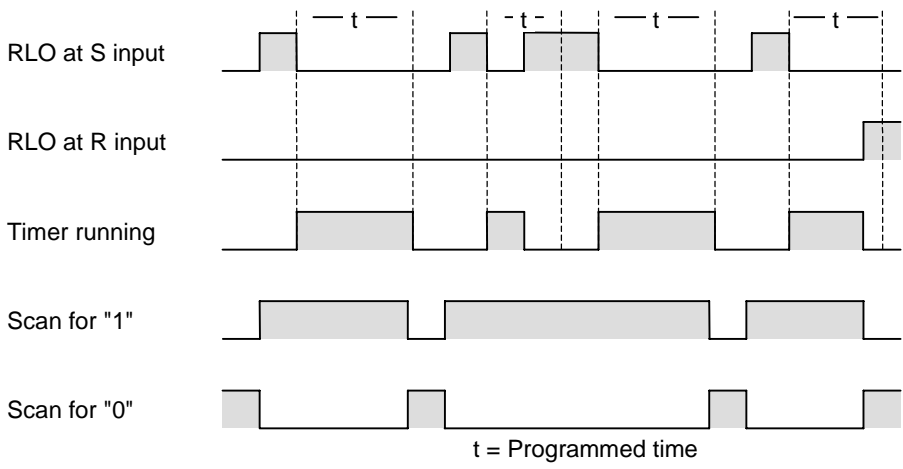 t t t t
RLO at S input
RLO at R input
Timer running
Scan for "1"
Scan for "0"
t = Programmed time